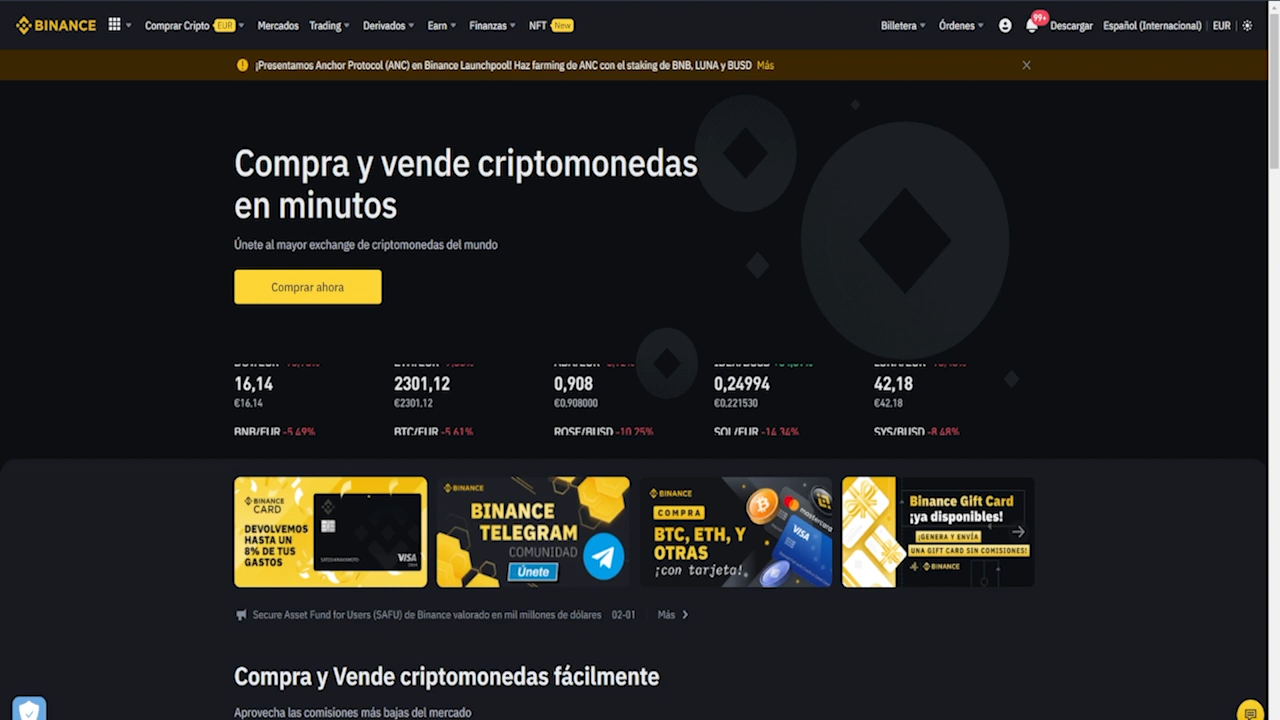 BINANCE
Comprar Cripto EUR
Mercados
Trading
Derivados
Earn
Finanzas
NFT New
Billetera
Órdenes
99+
Descargar
Español (Internacional)
EUR
¡Presentamos Anchor Protocol (ANC) en Binance Launchpool! Haz farming de ANC con el staking de BNB, LUNA y BUSD Más
Compra y vende criptomonedas
en minutos
Únete al mayor exchange de criptomonedas del mundo
Comprar ahora
16,14
€16,14
BNB/EUR -5.49%
2301,12
€2301.12
BTC/EUR -5.61%
0,908
€0.908000
ROSE/BUSD -10.25%
0,24994
€0.221530
SOL/EUR -14.34%
42,18
€42.18
SYS/BUSD -8.48%
BINANCE
CARD
DEVOLVEMOS
HASTA UN
8% DE TUS
GASTOS
VISA
BINANCE
BINANCE
TELEGRAM
COMUNIDAD
Únete
BINANCE
COMPRA
BTC, ETH, Y
OTRAS
¡con tarjeta!
mastercard
VISA
Binance Gift Card
¡ya disponibles!
¡GENERA Y ENVÍA
UNA GIFT CARD SIN COMISIONES!
BINANCE
Secure Asset Fund for Users (SAFU) de Binance valorado en mil millones de dólares 02-01
Más
Compra y Vende criptomonedas fácilmente
Aprovecha las comisiones más bajas del mercado